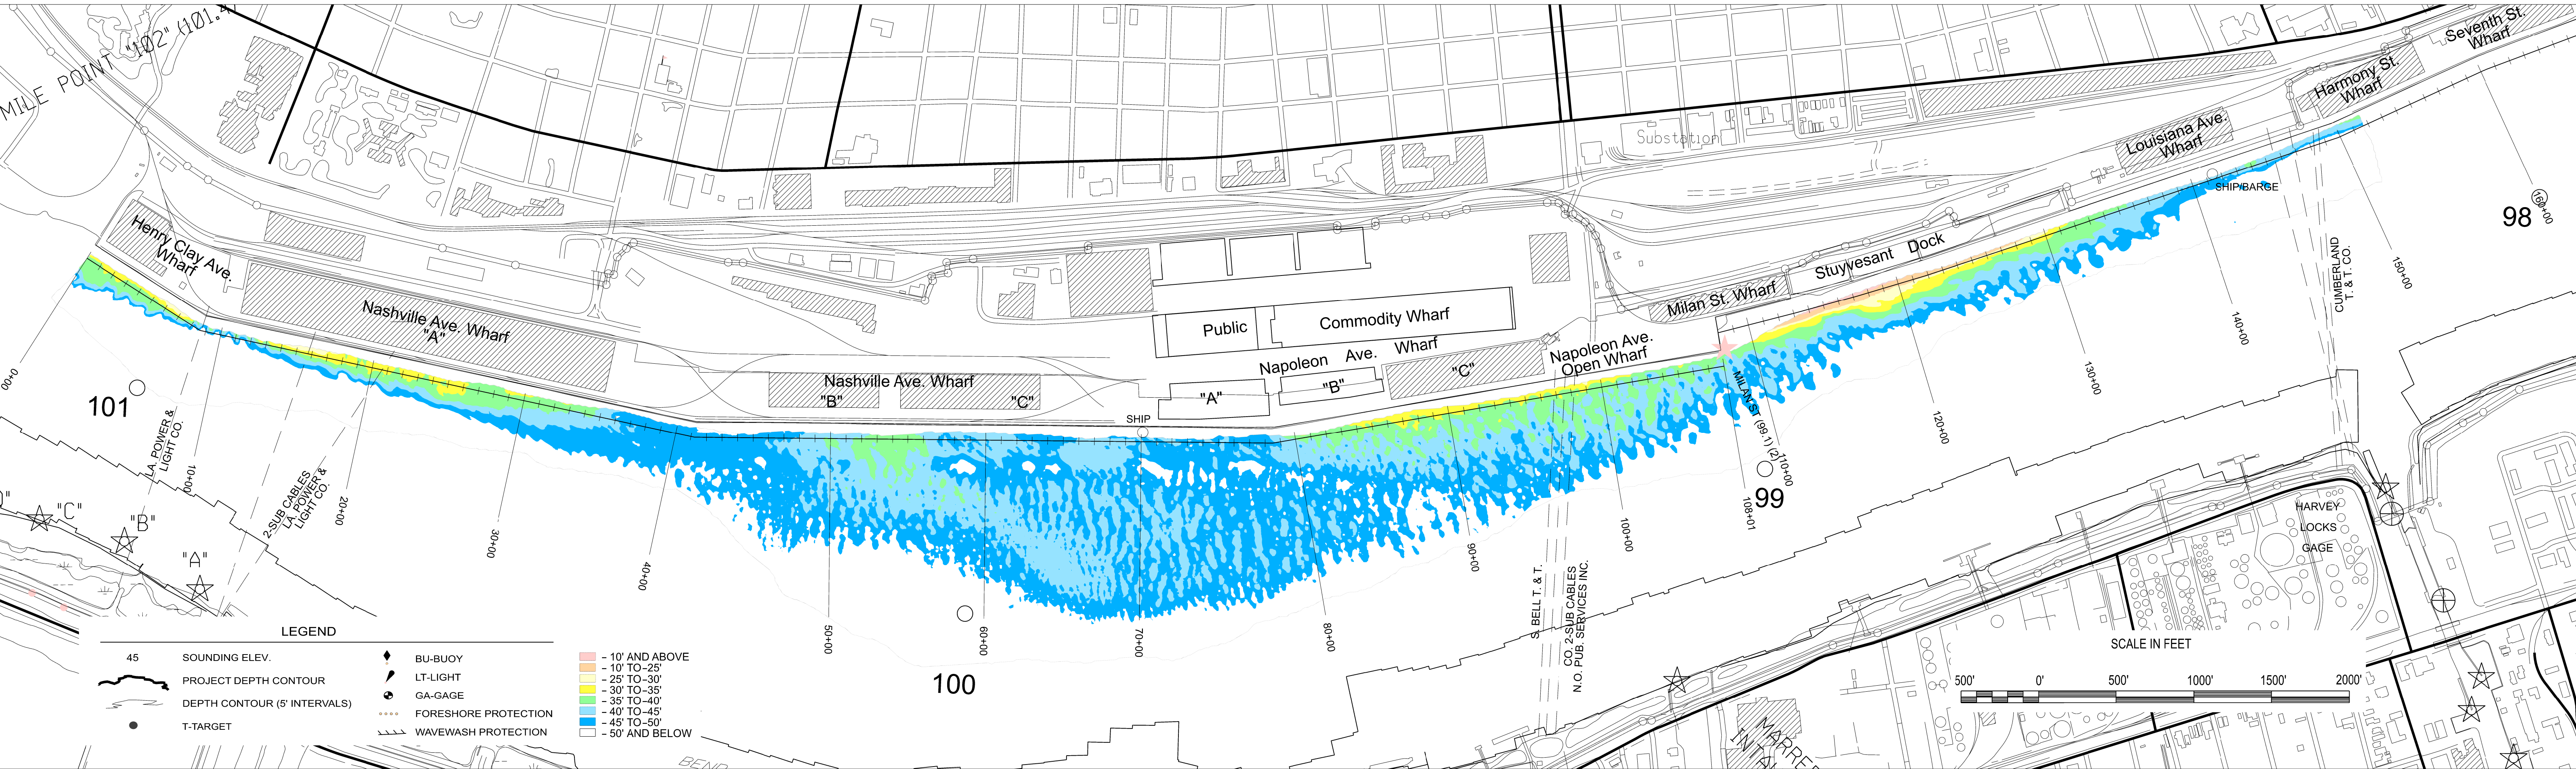 MILE POINT "102" (101.4
Seventh St.
Wharf
Harmony St.
Wharf
Louisiana Ave.
Wharf
Substation
SHIP/BARGE
Henry Clay Ave.
Wharf
Nashville Ave. Wharf
"A"
Stuyvesant Dock
Milan St. Wharf
Public
Commodity Wharf
Napoleon Ave. Wharf
Napoleon Ave.
Open Wharf
Nashville Ave. Wharf
"B"
"C"
"A"
"B"
"C"
SHIP
MILAN ST (99.1) (2)
98
99
100
101
0+00
10+00
20+00
30+00
40+00
50+00
60+00
70+00
80+00
90+00
100+00
108+01
110+00
120+00
130+00
140+00
150+00
160+00
LA. POWER &
LIGHT CO.
2-SUB CABLES
LA. POWER &
LIGHT CO.
S. BELL T. & T.
CO. 2-SUB CABLES
N.O. PUB. SERVICES INC.
CUMBERLAND
T. & T. CO.
"C"
"B"
"A"
HARVEY
LOCKS
GAGE
LEGEND
45 SOUNDING ELEV.
PROJECT DEPTH CONTOUR
DEPTH CONTOUR (5' INTERVALS)
T-TARGET
BU-BUOY
LT-LIGHT
GA-GAGE
FORESHORE PROTECTION
WAVEWASH PROTECTION
- 10' AND ABOVE
- 10' TO-25'
- 25' TO-30'
- 30' TO-35'
- 35' TO-40'
- 40' TO-45'
- 45' TO-50'
- 50' AND BELOW
SCALE IN FEET
500' 0' 500' 1000' 1500' 2000'